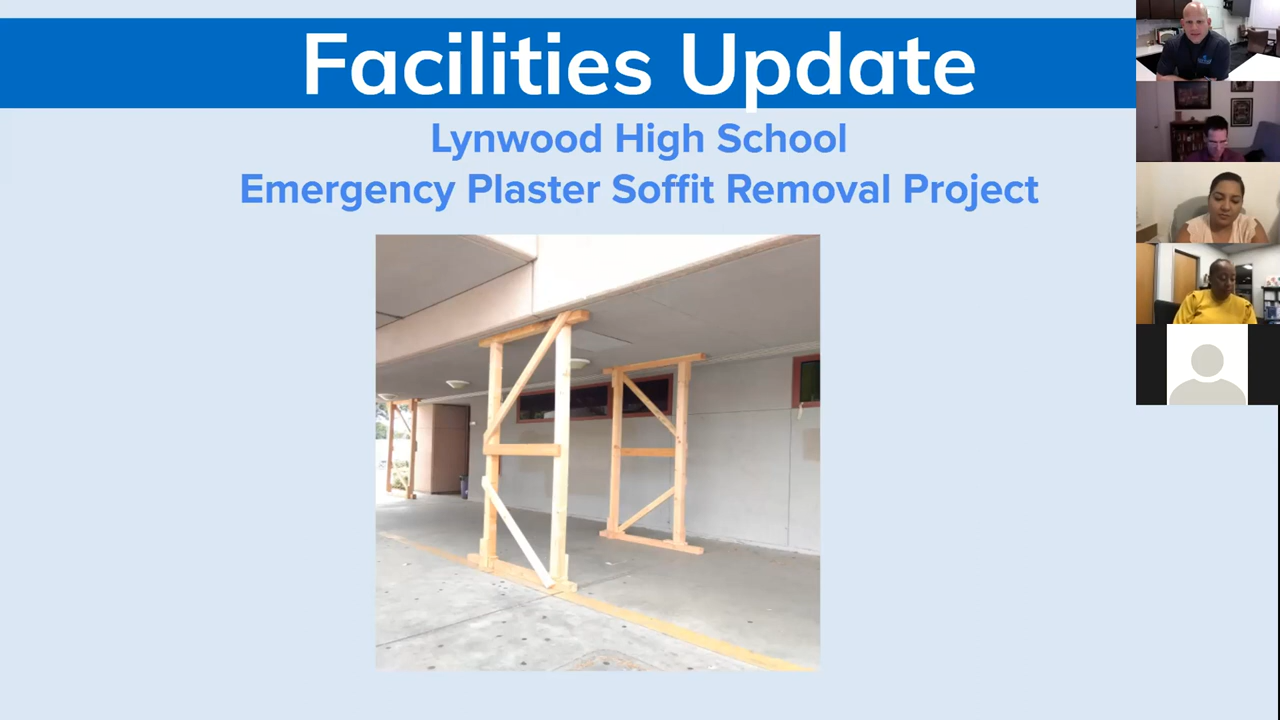 Facilities Update
Lynwood High School
Emergency Plaster Soffit Removal Project